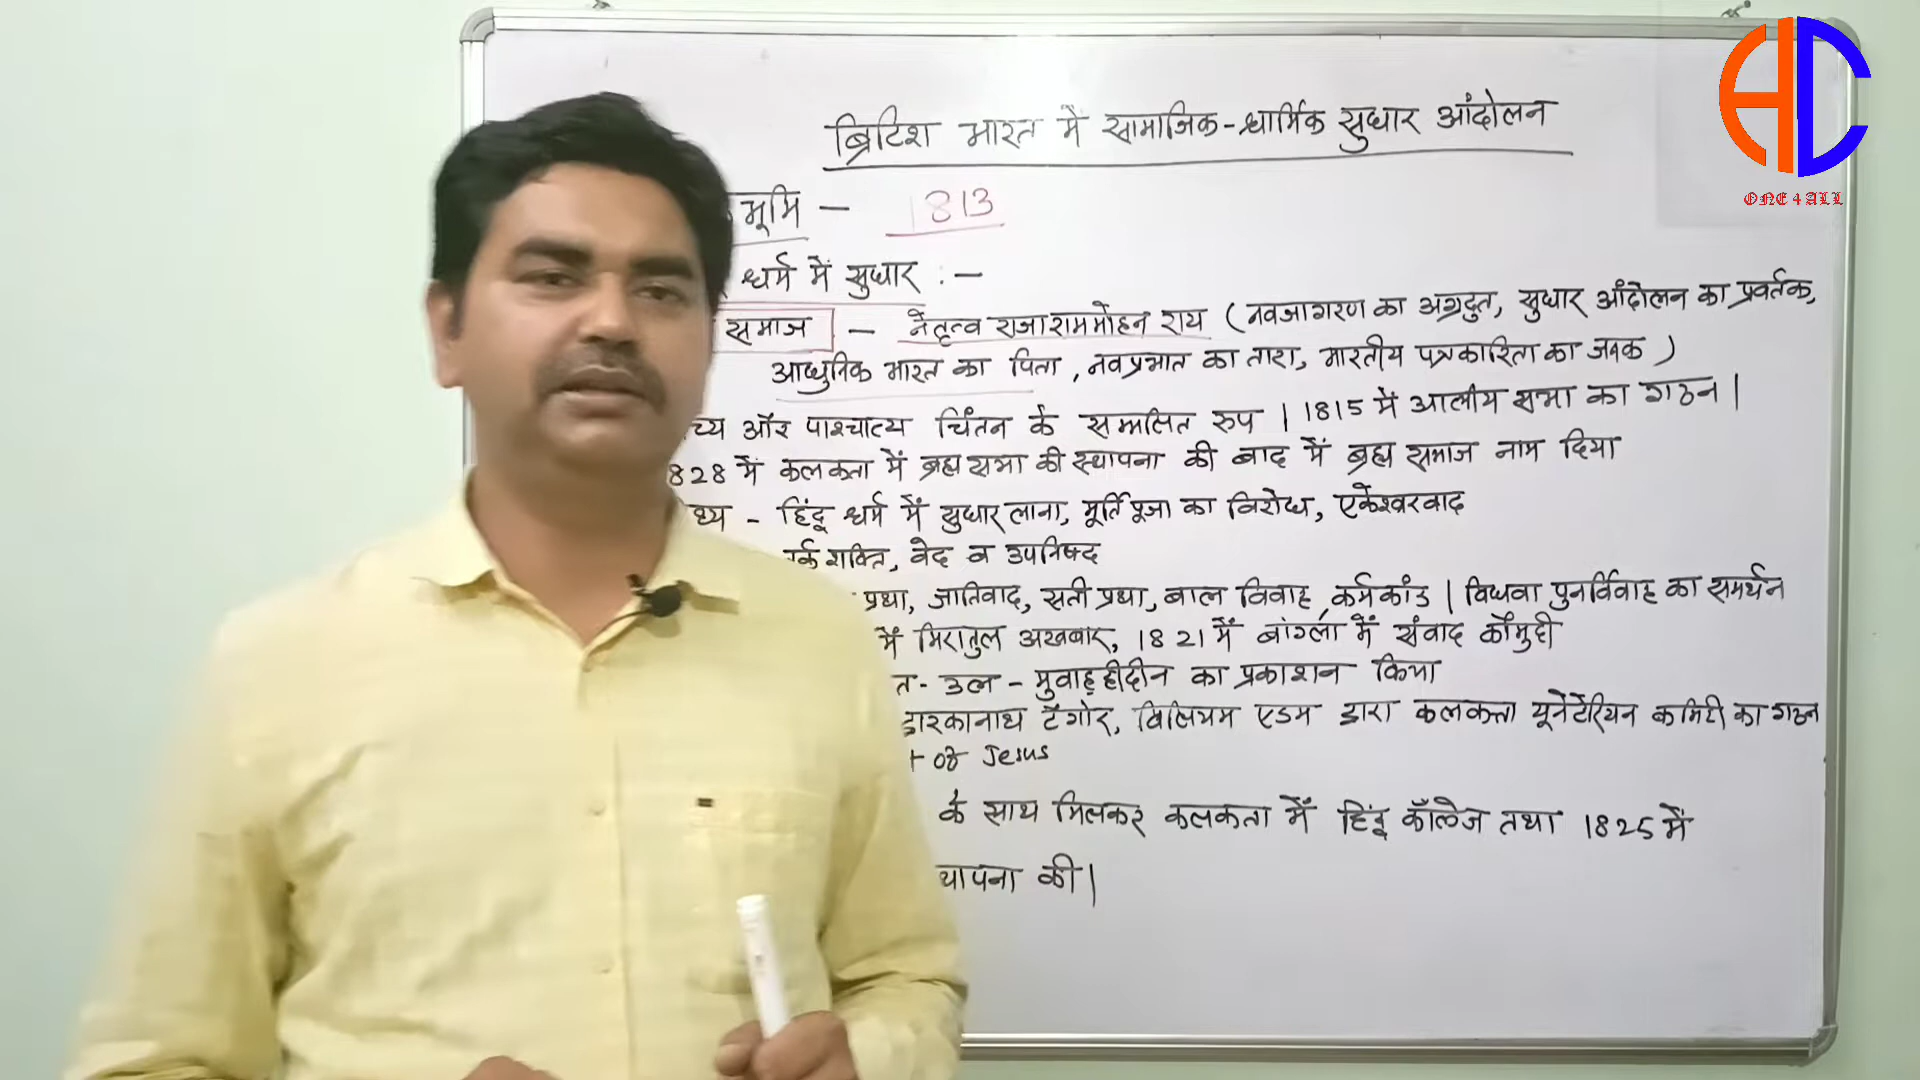 ब्रिटिश भारत में सामाजिक-धार्मिक सुधार आंदोलन
भूमि — 1813
धर्म में सुधार :—
समाज — नेतृत्व राजा राममोहन राय (नवजागरण का अग्रदुत, सुधार आंदोलन का प्रवर्तक,
आधुनिक भारत का पिता, नवप्रभात का तारा, भारतीय पत्रकारिता का जनक)
च्य और पाश्चात्य चिंतन के सम्मलित रुप | 1815 में आत्मीय सभा का गठन |
828 में कलकत्ता में ब्रह्म सभा की स्थापना की बाद में ब्रह्म समाज नाम दिया
ध्य - हिंदू धर्म में सुधार लाना, मूर्ति पूजा का विरोध, एकेश्वरवाद
र्क शक्ति, वेद व उपनिषद
प्रथा, जातिवाद, सती प्रथा, बाल विवाह, कर्मकांड | विधवा पुनर्विवाह का समर्थन
में मिरातुल अखबार, 1821 में बांग्ला में संवाद कौमुदी
त-उल-मुवाह्हीदीन का प्रकाशन किया
द्वारकानाथ टैगोर, विलियम एडम द्वारा कलकत्ता यूनेटेरियन कमिटी का गठन
t of Jesus
के साथ मिलकर कलकत्ता में हिंदू कॉलेज तथा 1825 में
थापना की |
ONE 4 ALL